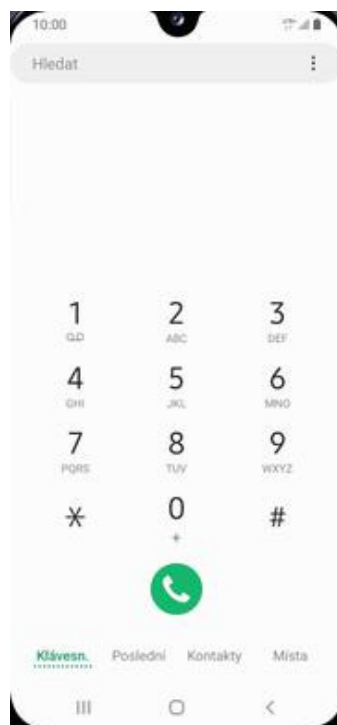 10:00
Hledat
1 2 3
ABC DEF
4 5 6
GHI JKL MNO
7 8 9
PQRS TUV WXYZ
* 0 #
+
Klávesn. Poslední Kontakty Místa